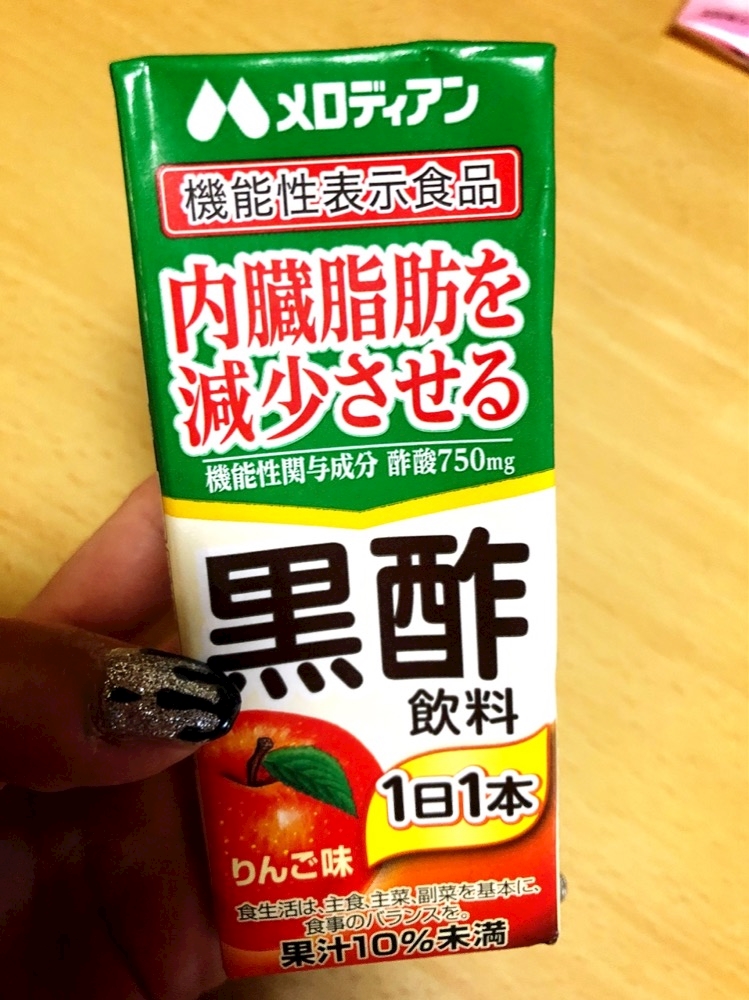 メロディアン
機能性表示食品
内臓脂肪を
減少させる
機能性関与成分 酢酸750mg
黒酢
飲料
1日1本
りんご味
食生活は、主食、主菜、副菜を基本に、
食事のバランスを。
果汁10%未満